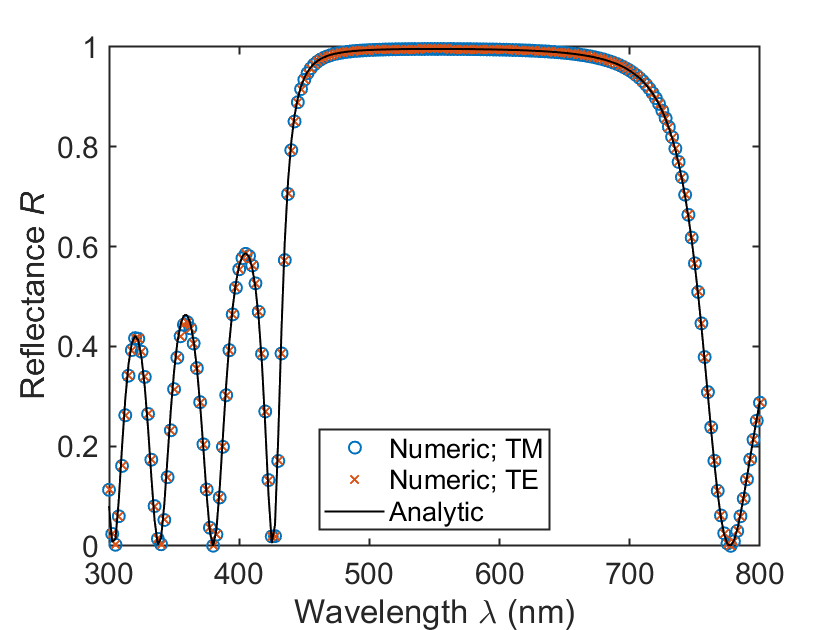 1
0.8
0.6
0.4
0.2
0
Reflectance R
Numeric; TM
Numeric; TE
Analytic
300 400 500 600 700 800
Wavelength λ (nm)